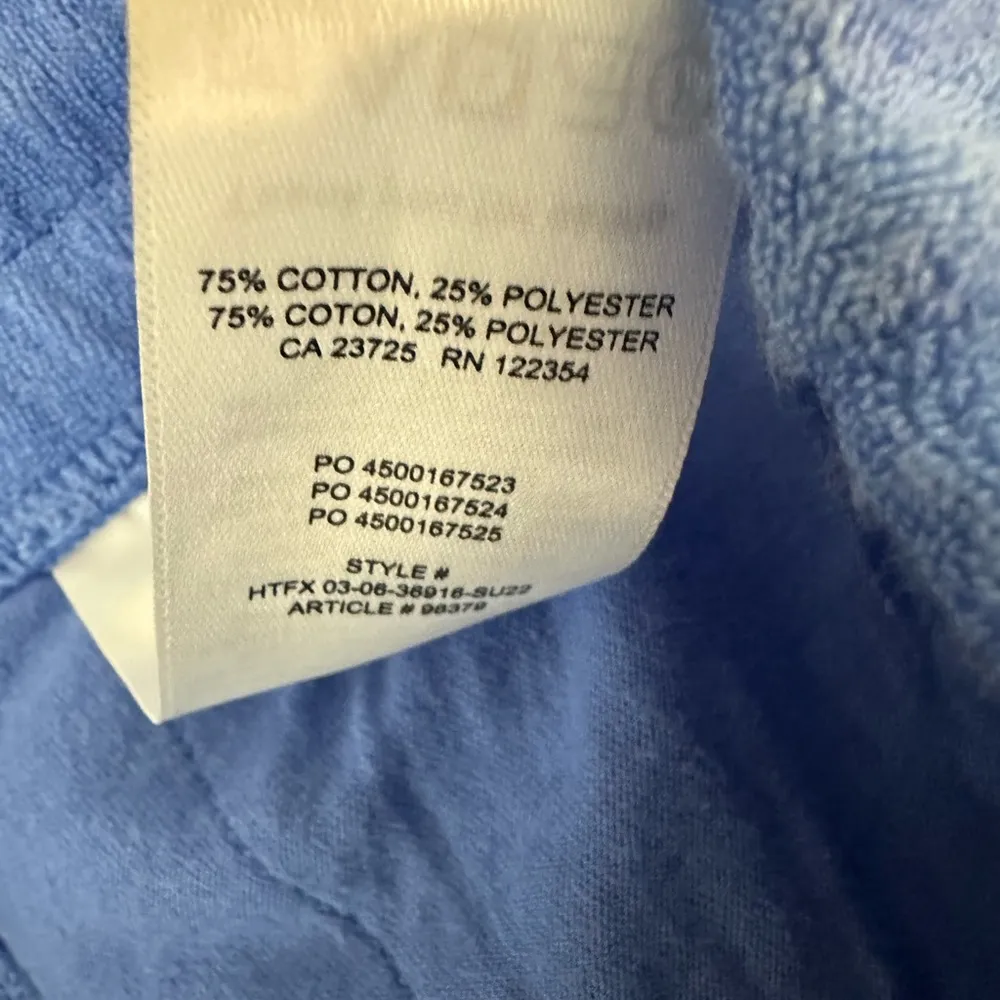 75% COTTON, 25% POLYESTER
75% COTON, 25% POLYESTER
CA 23725 RN 122354
PO 4500167523
PO 4500167524
PO 4500167525
STYLE #
HTFX 03-06-36916-SU22
ARTICLE # 98379